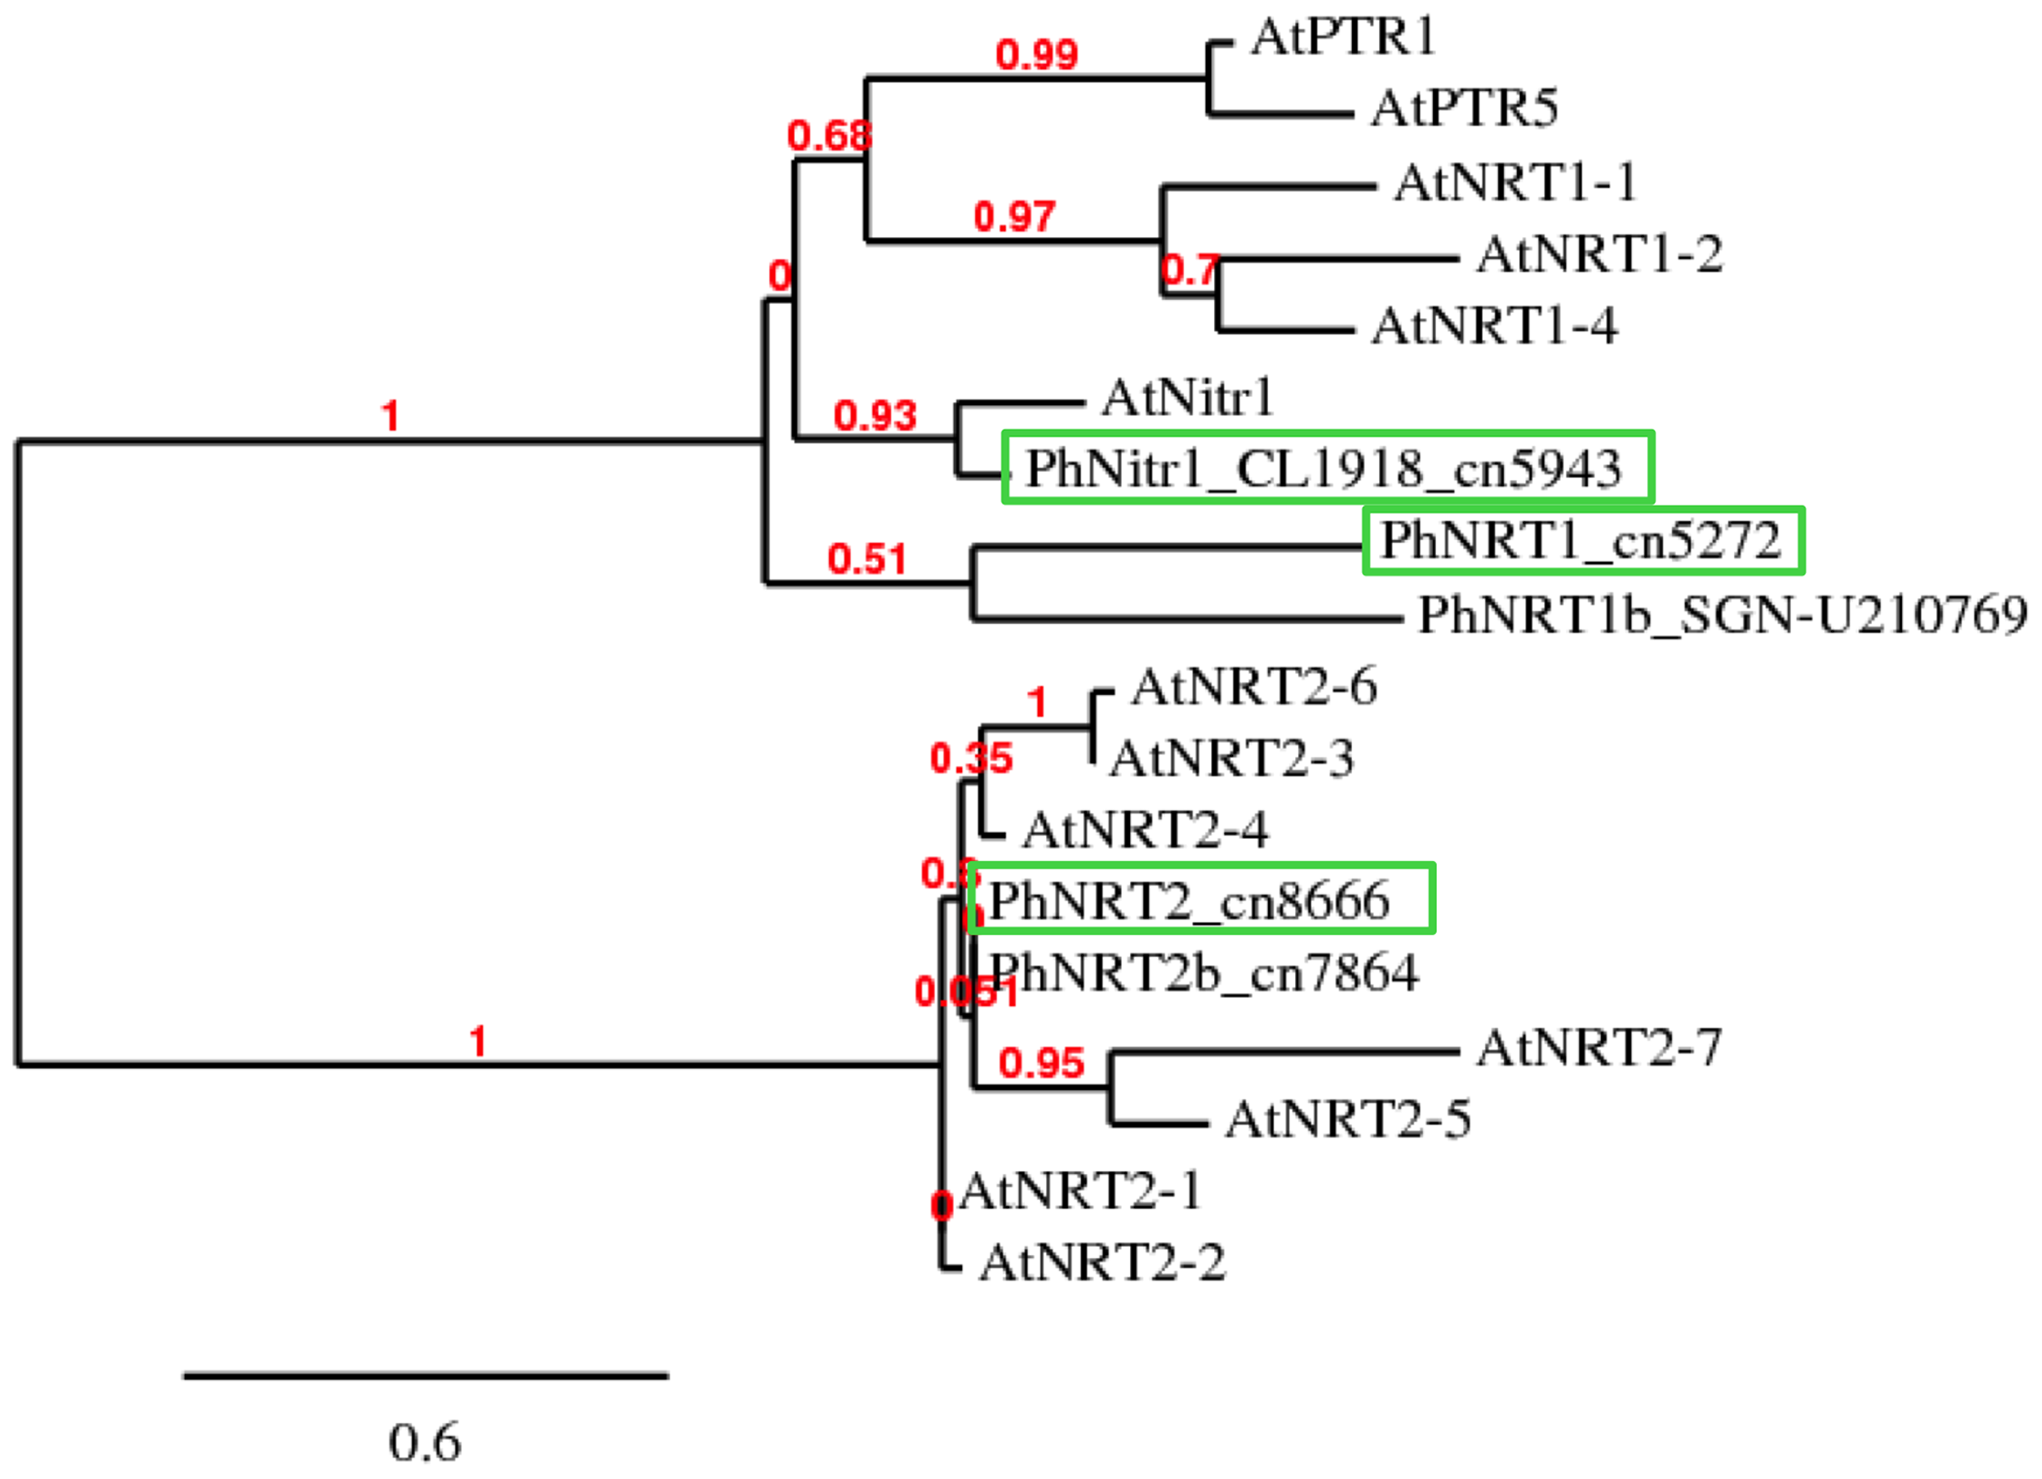 AtPTR1
0.99
AtPTR5
0.68
AtNRT1-1
0.97
AtNRT1-2
0.7
0
AtNRT1-4
AtNitr1
1
0.93
PhNitr1_CL1918_cn5943
PhNRT1_cn5272
0.51
PhNRT1b_SGN-U210769
AtNRT2-6
1
0.35
AtNRT2-3
AtNRT2-4
PhNRT2_cn8666
0
PhNRT2b_cn7864
0.051
1
AtNRT2-7
0.95
AtNRT2-5
AtNRT2-1
0
AtNRT2-2
0.6